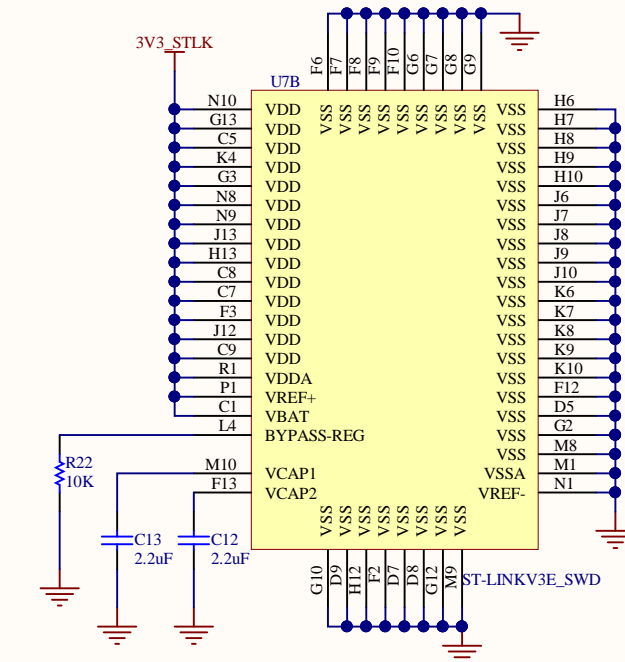 3V3_STLK
U7B
F6 F7 F8 F9 F10 G6 G7 G8 G9
VSS VSS VSS VSS VSS VSS VSS VSS VSS
N10 VDD VSS H6
G13 VDD VSS H7
C5 VDD VSS H8
K4 VDD VSS H9
G3 VDD VSS H10
N8 VDD VSS J6
N9 VDD VSS J7
J13 VDD VSS J8
H13 VDD VSS J9
C8 VDD VSS J10
C7 VDD VSS K6
F3 VDD VSS K7
J12 VDD VSS K8
C9 VDD VSS K9
R1 VDDA VSS K10
P1 VREF+ VSS F12
C1 VBAT VSS D5
L4 BYPASS-REG VSS G2
VSS M8
M10 VCAP1 VSSA M1
F13 VCAP2 VREF- N1
R22
10K
VSS VSS VSS VSS VSS VSS VSS VSS
C13
2.2uF
C12
2.2uF
G10 D9 H12 F2 D7 D8 G12 M9
ST-LINKV3E_SWD